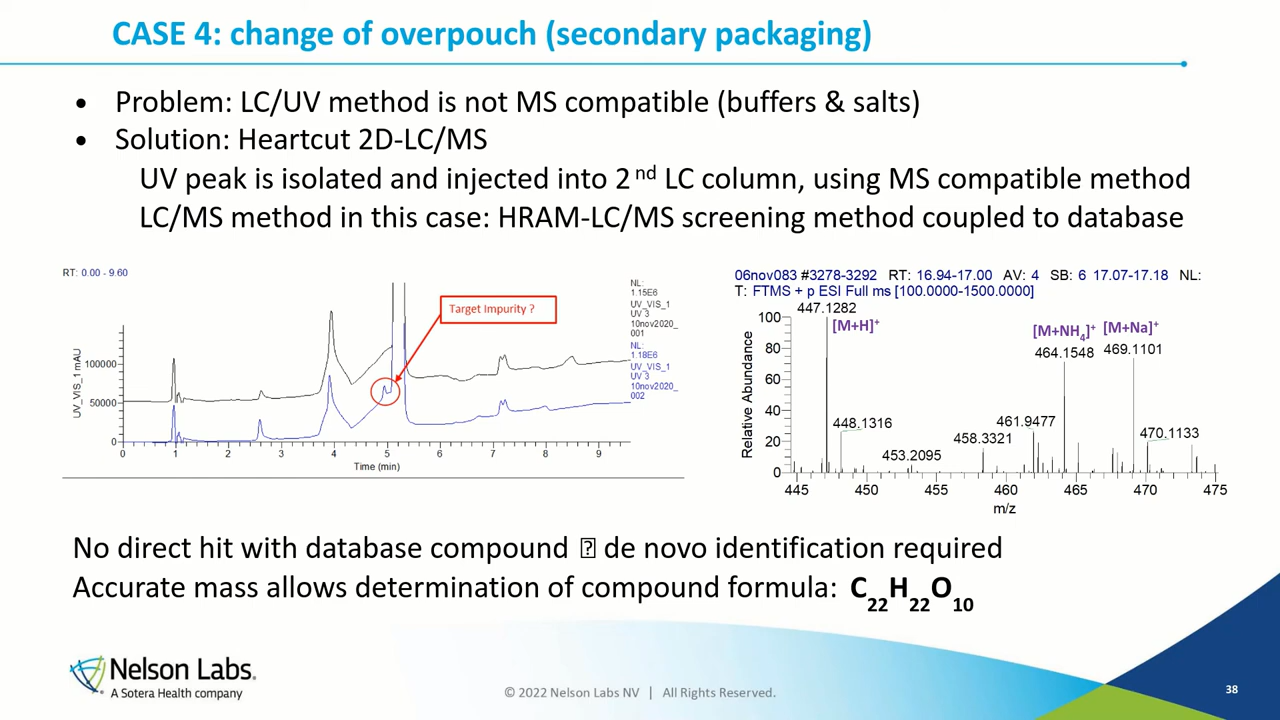 CASE 4: change of overpouch (secondary packaging)
• Problem: LC/UV method is not MS compatible (buffers & salts)
• Solution: Heartcut 2D-LC/MS
UV peak is isolated and injected into 2nd LC column, using MS compatible method
LC/MS method in this case: HRAM-LC/MS screening method coupled to database
RT: 0.00 - 9.60
Target Impurity ?
NL:
1.15E6
UV_VIS_1
UV 3
10nov2020_
001
NL:
1.18E6
UV_VIS_1
UV 3
10nov2020_
002
UV_VIS_1 mAU
100000
50000
0
0 1 2 3 4 5 6 7 8 9
Time (min)
06nov083 #3278-3292 RT: 16.94-17.00 AV: 4 SB: 6 17.07-17.18 NL:
T: FTMS + p ESI Full ms [100.0000-1500.0000]
447.1282
[M+H]+
[M+NH4]+ [M+Na]+
464.1548 469.1101
448.1316
453.2095
458.3321
461.9477
470.1133
Relative Abundance
100
80
60
40
20
0
445 450 455 460 465 470 475
m/z
No direct hit with database compound de novo identification required
Accurate mass allows determination of compound formula: C22H22O10
Nelson Labs.
A Sotera Health company
© 2022 Nelson Labs NV | All Rights Reserved.
38